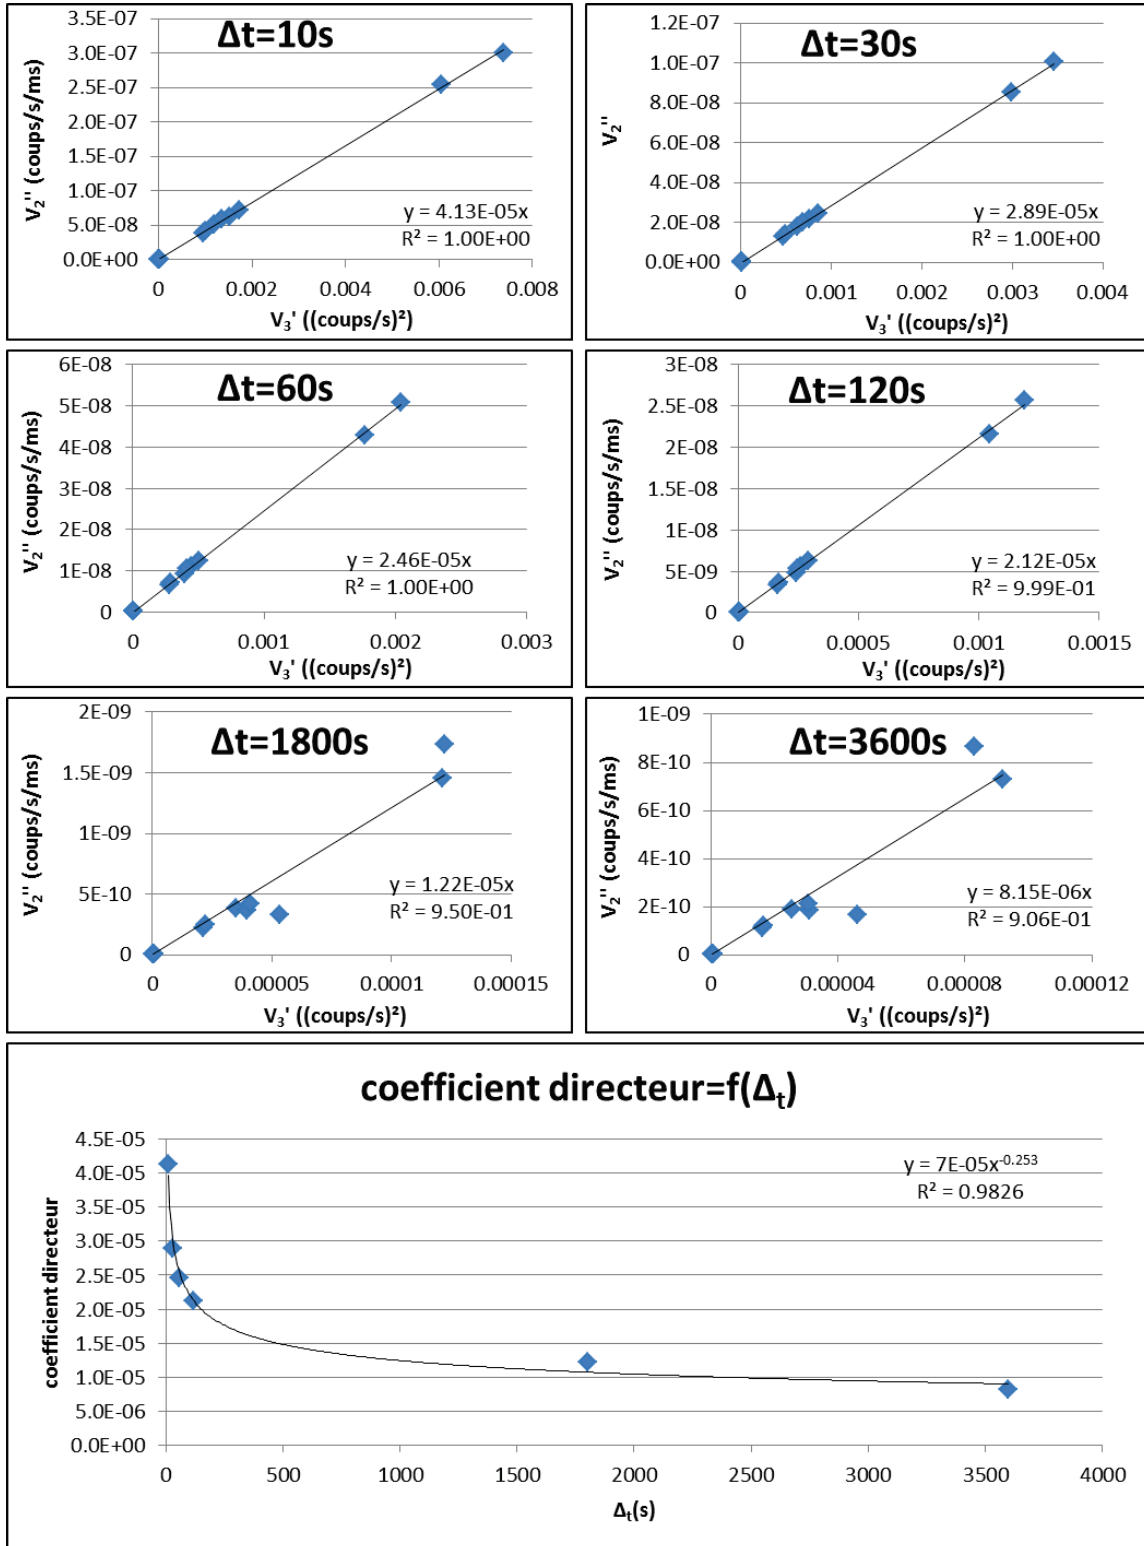 Δt=10s
V₂'' (coups/s/ms)
3.5E-07
3.0E-07
2.5E-07
2.0E-07
1.5E-07
1.0E-07
5.0E-08
0.0E+00
y = 4.13E-05x
R² = 1.00E+00
0 0.002 0.004 0.006 0.008
V₃' ((coups/s)²)
Δt=30s
V₂''
1.2E-07
1.0E-07
8.0E-08
6.0E-08
4.0E-08
2.0E-08
0.0E+00
y = 2.89E-05x
R² = 1.00E+00
0 0.001 0.002 0.003 0.004
V₃' ((coups/s)²)
Δt=60s
V₂'' (coups/s/ms)
6E-08
5E-08
4E-08
3E-08
2E-08
1E-08
0
y = 2.46E-05x
R² = 1.00E+00
0 0.001 0.002 0.003
V₃' ((coups/s)²)
Δt=120s
V₂'' (coups/s/ms)
3E-08
2.5E-08
2E-08
1.5E-08
1E-08
5E-09
0
y = 2.12E-05x
R² = 9.99E-01
0 0.0005 0.001 0.0015
V₃' ((coups/s)²)
Δt=1800s
V₂'' (coups/s/ms)
2E-09
1.5E-09
1E-09
5E-10
0
y = 1.22E-05x
R² = 9.50E-01
0 0.00005 0.0001 0.00015
V₃' ((coups/s)²)
Δt=3600s
V₂'' (coups/s/ms)
1E-09
8E-10
6E-10
4E-10
2E-10
0
y = 8.15E-06x
R² = 9.06E-01
0 0.00004 0.00008 0.00012
V₃' ((coups/s)²)
coefficient directeur=f(Δₜ)
coefficient directeur
4.5E-05
4.0E-05
3.5E-05
3.0E-05
2.5E-05
2.0E-05
1.5E-05
1.0E-05
5.0E-06
0.0E+00
y = 7E-05x⁻⁰·²⁵³
R² = 0.9826
0 500 1000 1500 2000 2500 3000 3500 4000
Δₜ(s)